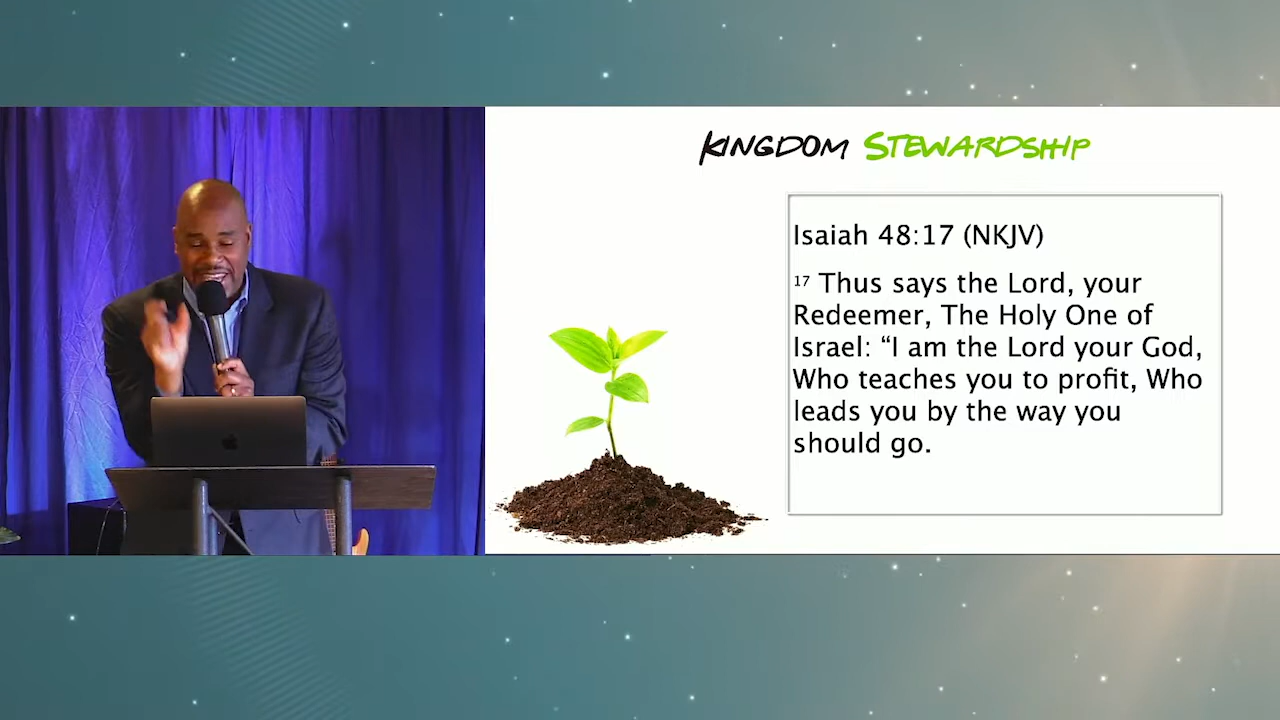 KINGDOM STEWARDSHIP
Isaiah 48:17 (NKJV)
17 Thus says the Lord, your
Redeemer, The Holy One of
Israel: “I am the Lord your God,
Who teaches you to profit, Who
leads you by the way you
should go.